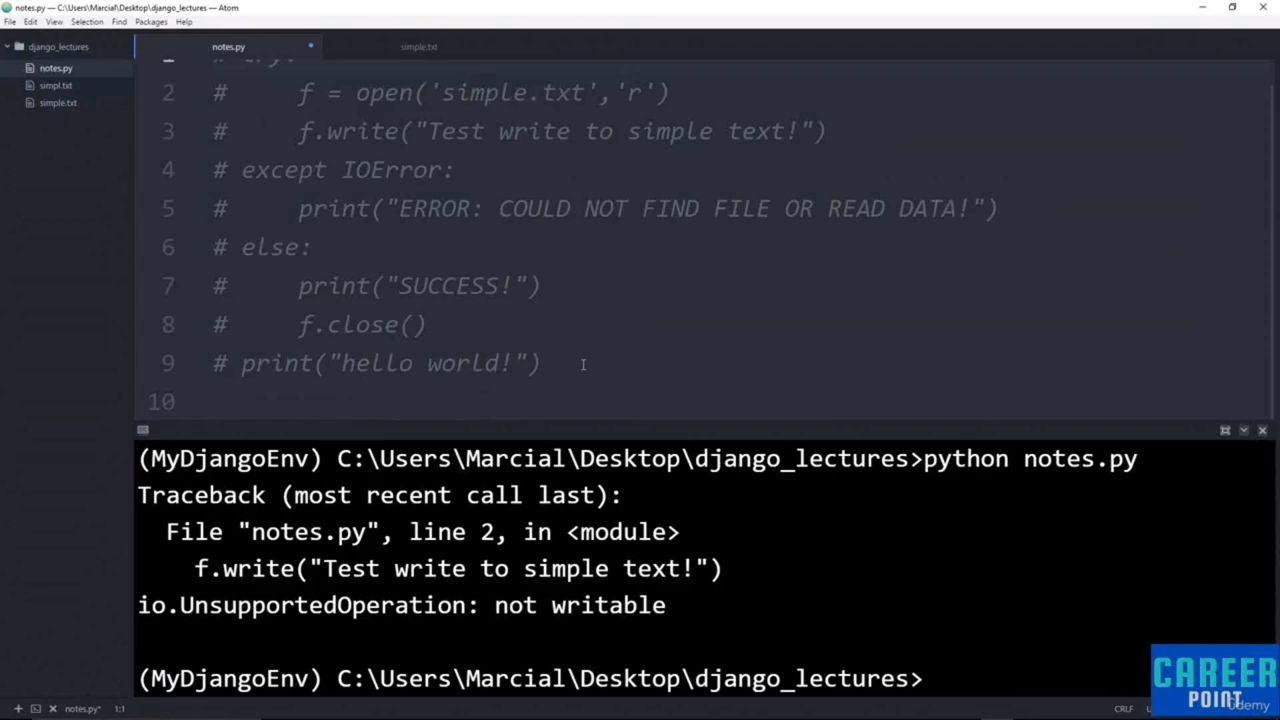 notes.py — C:\Users\Marcial\Desktop\django_lectures — Atom
File Edit View Selection Find Packages Help
django_lectures
notes.py
simpl.txt
simple.txt
notes.py simple.txt
1 # try:
2 #     f = open('simple.txt','r')
3 #     f.write("Test write to simple text!")
4 # except IOError:
5 #     print("ERROR: COULD NOT FIND FILE OR READ DATA!")
6 # else:
7 #     print("SUCCESS!")
8 #     f.close()
9 # print("hello world!")
10
(MyDjangoEnv) C:\Users\Marcial\Desktop\django_lectures>python notes.py
Traceback (most recent call last):
  File "notes.py", line 2, in <module>
    f.write("Test write to simple text!")
io.UnsupportedOperation: not writable
(MyDjangoEnv) C:\Users\Marcial\Desktop\django_lectures>
notes.py* 1:1 CRLF
CAREER
POINT
Udemy